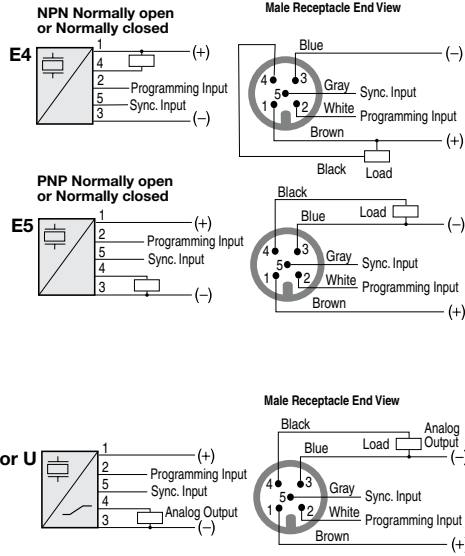 NPN Normally open
or Normally closed
E4
1
4
2
5
3
(+)
Programming Input
Sync. Input
(–)
Male Receptacle End View
Blue
(–)
4
3
5
Gray
Sync. Input
1
2
White
Programming Input
Brown
(+)
Black
Load
PNP Normally open
or Normally closed
E5
1
2
5
4
3
(+)
Programming Input
Sync. Input
(–)
Black
Load
Blue
(–)
4
3
5
Gray
Sync. Input
1
2
White
Programming Input
Brown
(+)
or U
1
2
5
4
3
(+)
Programming Input
Sync. Input
Analog Output
(–)
Male Receptacle End View
Black
Analog
Load
Output
Blue
(–)
4
3
5
Gray
Sync. Input
1
2
White
Programming Input
Brown
(+)